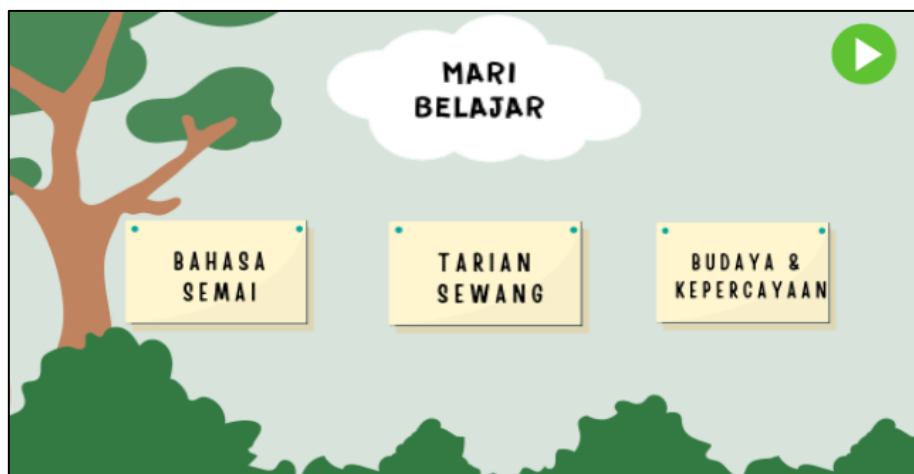 MARI
BELAJAR
BAHASA
SEMAI
TARIAN
SEWANG
BUDAYA &
KEPERCAYAAN